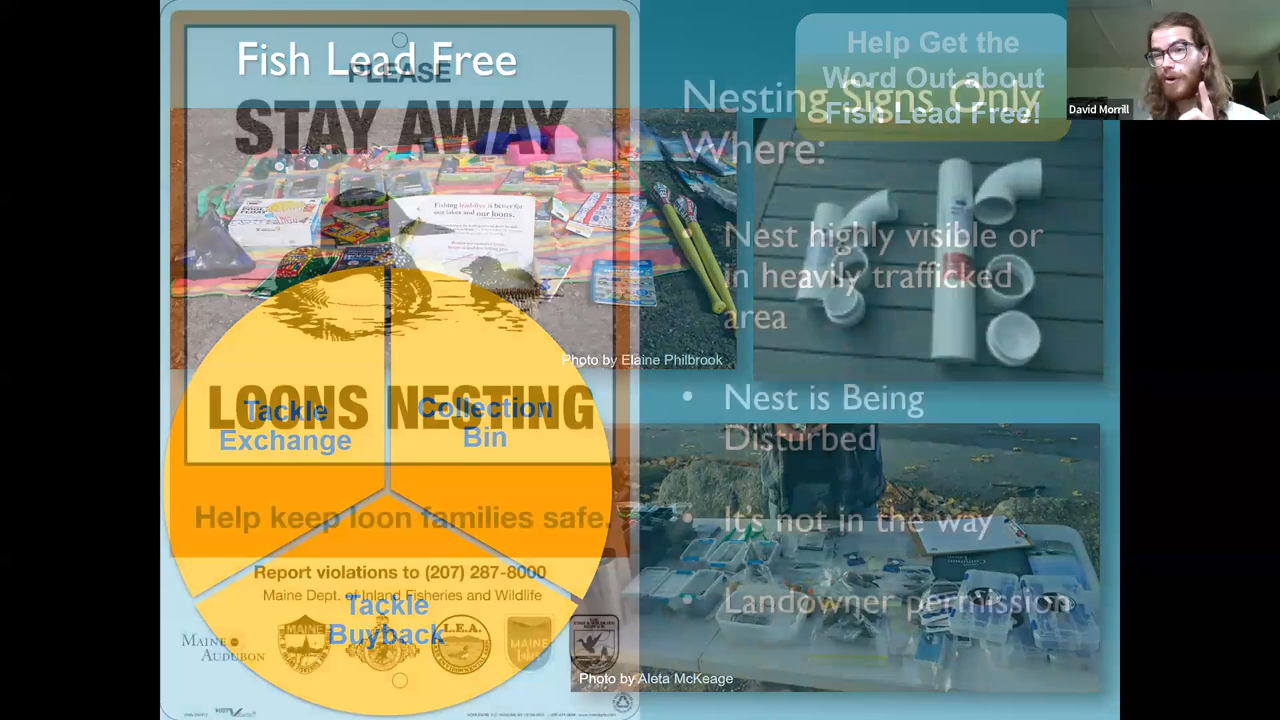 Fish Lead Free
PLEASE
STAY AWAY
Fishing lead-free is better for
our lakes and our loons.
Photo by Elaine Philbrook
LOONS NESTING
Tackle
Exchange
Collection
Bin
Help keep loon families safe.
Report violations to (207) 287-8000
Maine Dept. of Inland Fisheries and Wildlife
Tackle
Buyback
MAINE
AUDUBON
L.E.A.
MAINE
Help Get the
Word Out about
Fish Lead Free!
Nesting Signs Only
Where:
Nest highly visible or
in heavily trafficked
area
• Nest is Being
Disturbed
• It's not in the way
• Landowner permission
Photo by Aleta McKeage
David Morrill